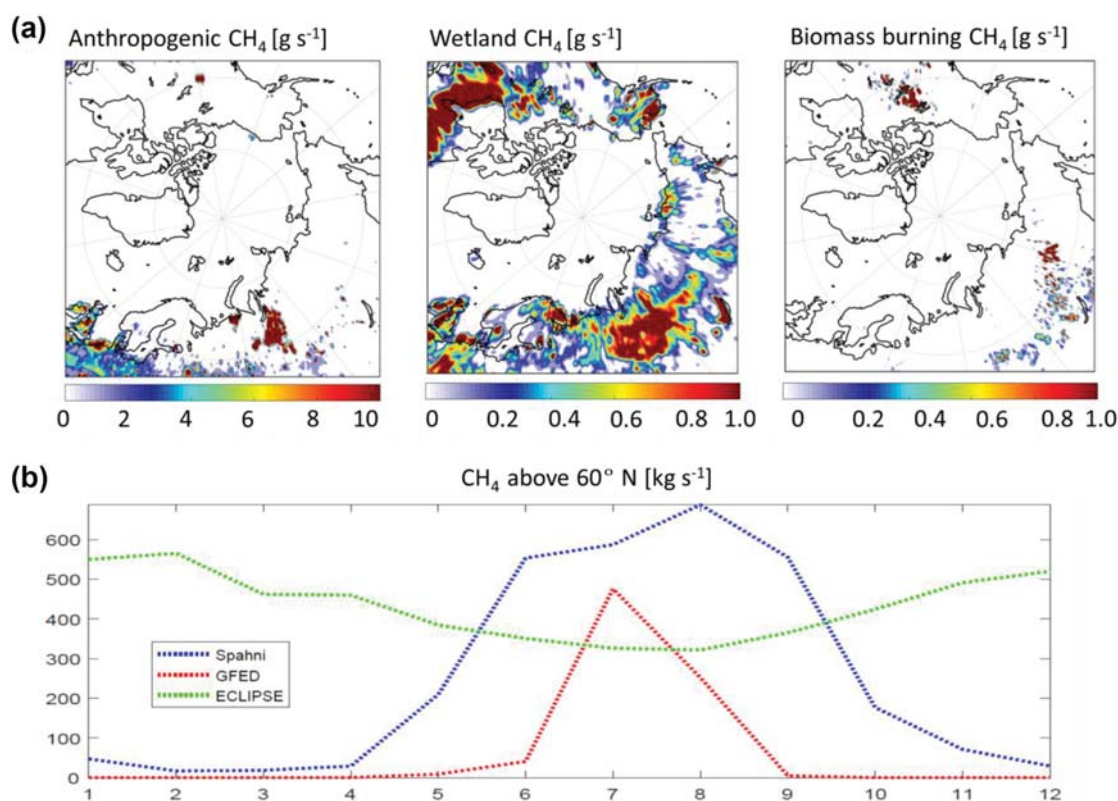 (a)
Anthropogenic CH₄ [g s⁻¹] Wetland CH₄ [g s⁻¹] Biomass burning CH₄ [g s⁻¹]
0 2 4 6 8 10 0 0.2 0.4 0.6 0.8 1.0 0 0.2 0.4 0.6 0.8 1.0
(b)
CH₄ above 60° N [kg s⁻¹]
600
500
400
300
200
100
0
Spahni
GFED
ECLIPSE
1 2 3 4 5 6 7 8 9 10 11 12